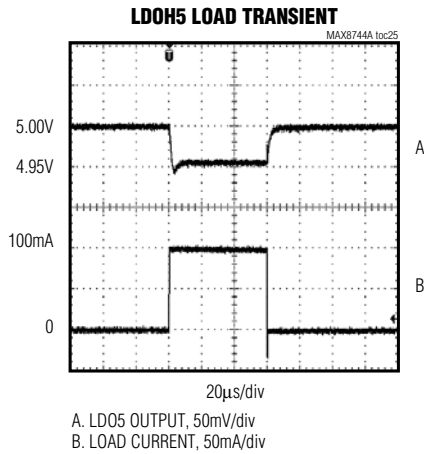 LDOH5 LOAD TRANSIENT
MAX8744A toc25
T
5.00V
A
4.95V
100mA
B
0
20µs/div
A. LDO5 OUTPUT, 50mV/div
B. LOAD CURRENT, 50mA/div